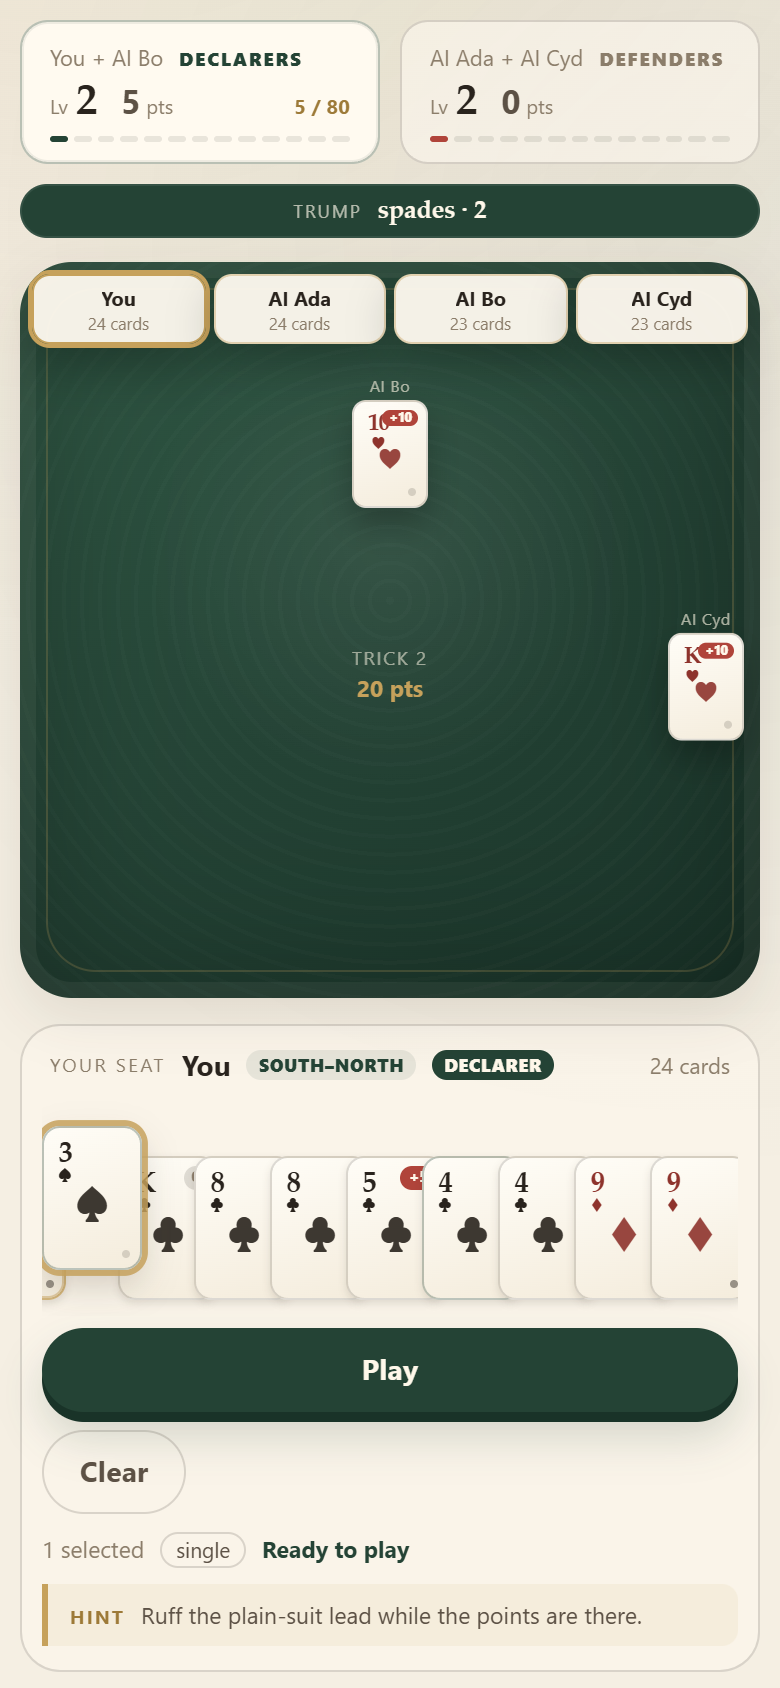 You + AI Bo DECLARERS
Lv 2 5 pts 5 / 80
AI Ada + AI Cyd DEFENDERS
Lv 2 0 pts
TRUMP spades · 2
You
24 cards
AI Ada
24 cards
AI Bo
23 cards
AI Cyd
23 cards
AI Bo
10 +10
AI Cyd
K +10
TRICK 2
20 pts
YOUR SEAT You SOUTH–NORTH DECLARER 24 cards
3 K 8 8 5 4 4 9 9
Play
Clear
1 selected single Ready to play
HINT Ruff the plain-suit lead while the points are there.